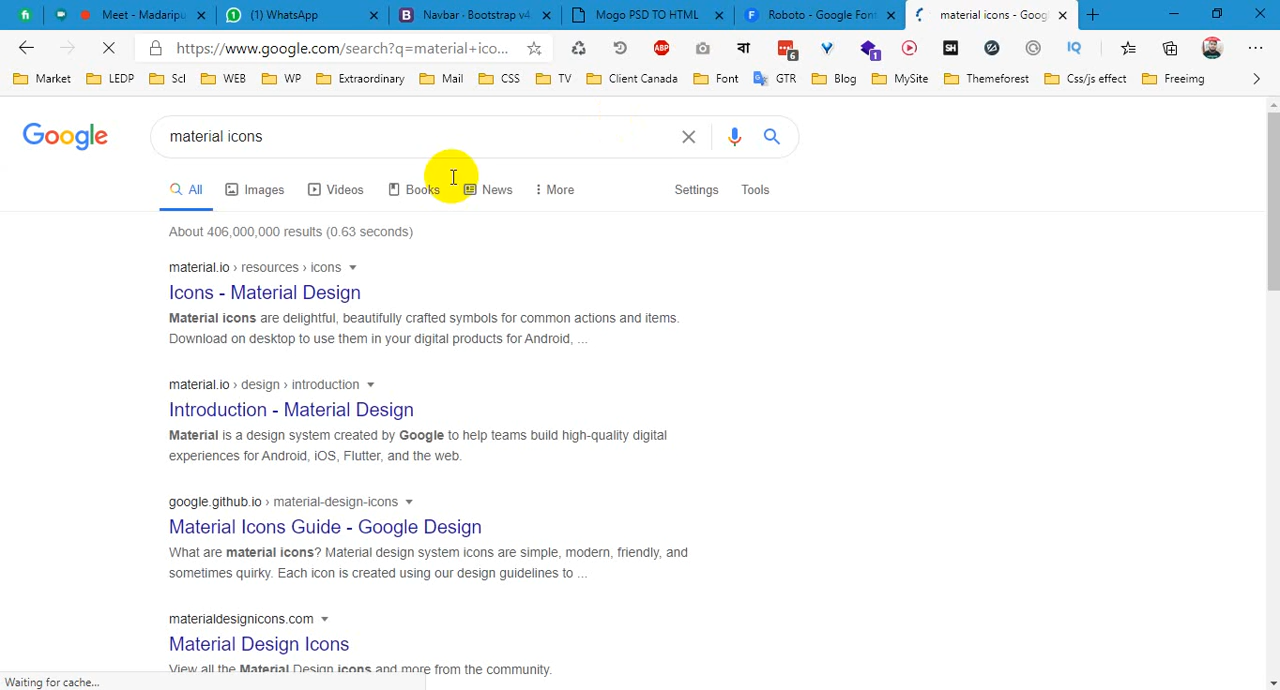 Meet - Madaripu
(1) WhatsApp
Navbar · Bootstrap v4
Mogo PSD TO HTML
Roboto - Google Font
material icons - Goog
https://www.google.com/search?q=material+ico...
ABP
বা
6
1
SH
IQ
Market
LEDP
Scl
WEB
WP
Extraordinary
Mail
CSS
TV
Client Canada
Font
GTR
Blog
MySite
Themeforest
Css/js effect
Freeimg
Google
material icons
All
Images
Videos
Books
News
More
Settings
Tools
About 406,000,000 results (0.63 seconds)
material.io › resources › icons
Icons - Material Design
Material icons are delightful, beautifully crafted symbols for common actions and items.
Download on desktop to use them in your digital products for Android, ...
material.io › design › introduction
Introduction - Material Design
Material is a design system created by Google to help teams build high-quality digital
experiences for Android, iOS, Flutter, and the web.
google.github.io › material-design-icons
Material Icons Guide - Google Design
What are material icons? Material design system icons are simple, modern, friendly, and
sometimes quirky. Each icon is created using our design guidelines to ...
materialdesignicons.com
Material Design Icons
View all the Material Design icons and more from the community.
Waiting for cache...